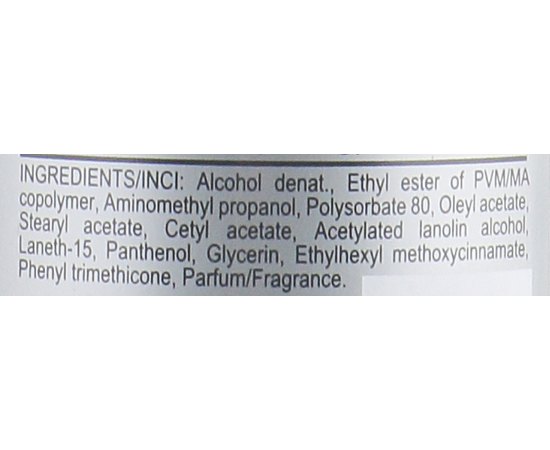 INGREDIENTS/INCI: Alcohol denat., Ethyl ester of PVM/MA
copolymer, Aminomethyl propanol, Polysorbate 80, Oleyl acetate,
Stearyl acetate, Cetyl acetate, Acetylated lanolin alcohol,
Laneth-15, Panthenol, Glycerin, Ethylhexyl methoxycinnamate,
Phenyl trimethicone, Parfum/Fragrance.